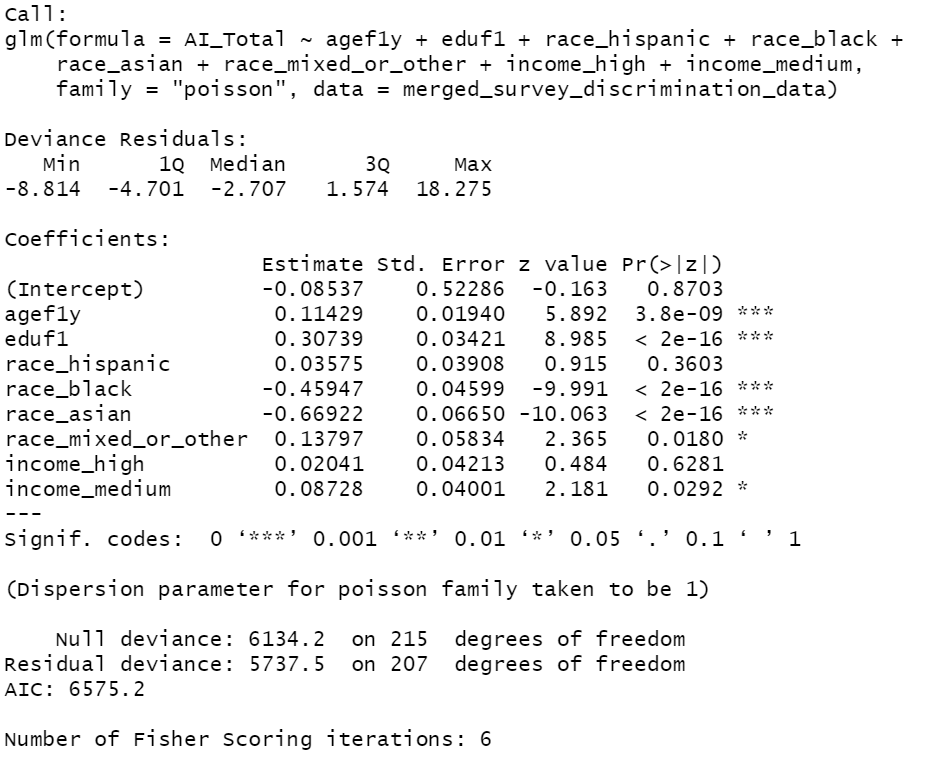 Call:
glm(formula = AI_Total ~ agef1y + eduf1 + race_hispanic + race_black +
    race_asian + race_mixed_or_other + income_high + income_medium,
    family = "poisson", data = merged_survey_discrimination_data)

Deviance Residuals:
   Min      1Q  Median      3Q     Max
-8.814  -4.701  -2.707   1.574  18.275

Coefficients:
                    Estimate Std. Error z value Pr(>|z|)
(Intercept)         -0.08537    0.52286  -0.163   0.8703
agef1y               0.11429    0.01940   5.892  3.8e-09 ***
eduf1                0.30739    0.03421   8.985  < 2e-16 ***
race_hispanic        0.03575    0.03908   0.915   0.3603
race_black          -0.45947    0.04599  -9.991  < 2e-16 ***
race_asian          -0.66922    0.06650 -10.063  < 2e-16 ***
race_mixed_or_other  0.13797    0.05834   2.365   0.0180 *
income_high          0.02041    0.04213   0.484   0.6281
income_medium        0.08728    0.04001   2.181   0.0292 *
---
Signif. codes:  0 ‘***’ 0.001 ‘**’ 0.01 ‘*’ 0.05 ‘.’ 0.1 ‘ ’ 1

(Dispersion parameter for poisson family taken to be 1)

    Null deviance: 6134.2  on 215  degrees of freedom
Residual deviance: 5737.5  on 207  degrees of freedom
AIC: 6575.2

Number of Fisher Scoring iterations: 6